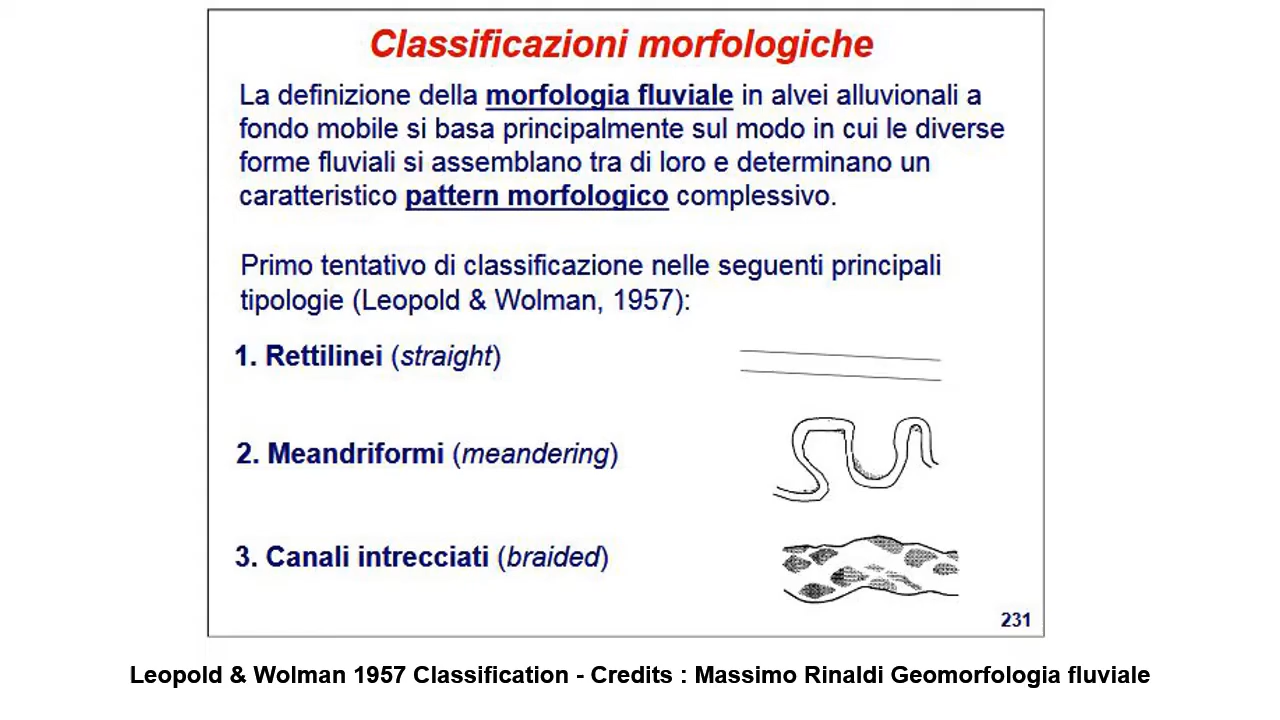 Classificazioni morfologiche
La definizione della morfologia fluviale in alvei alluvionali a
fondo mobile si basa principalmente sul modo in cui le diverse
forme fluviali si assemblano tra di loro e determinano un
caratteristico pattern morfologico complessivo.
Primo tentativo di classificazione nelle seguenti principali
tipologie (Leopold & Wolman, 1957):
1. Rettilinei (straight)
2. Meandriformi (meandering)
3. Canali intrecciati (braided)
231
Leopold & Wolman 1957 Classification - Credits : Massimo Rinaldi Geomorfologia fluviale